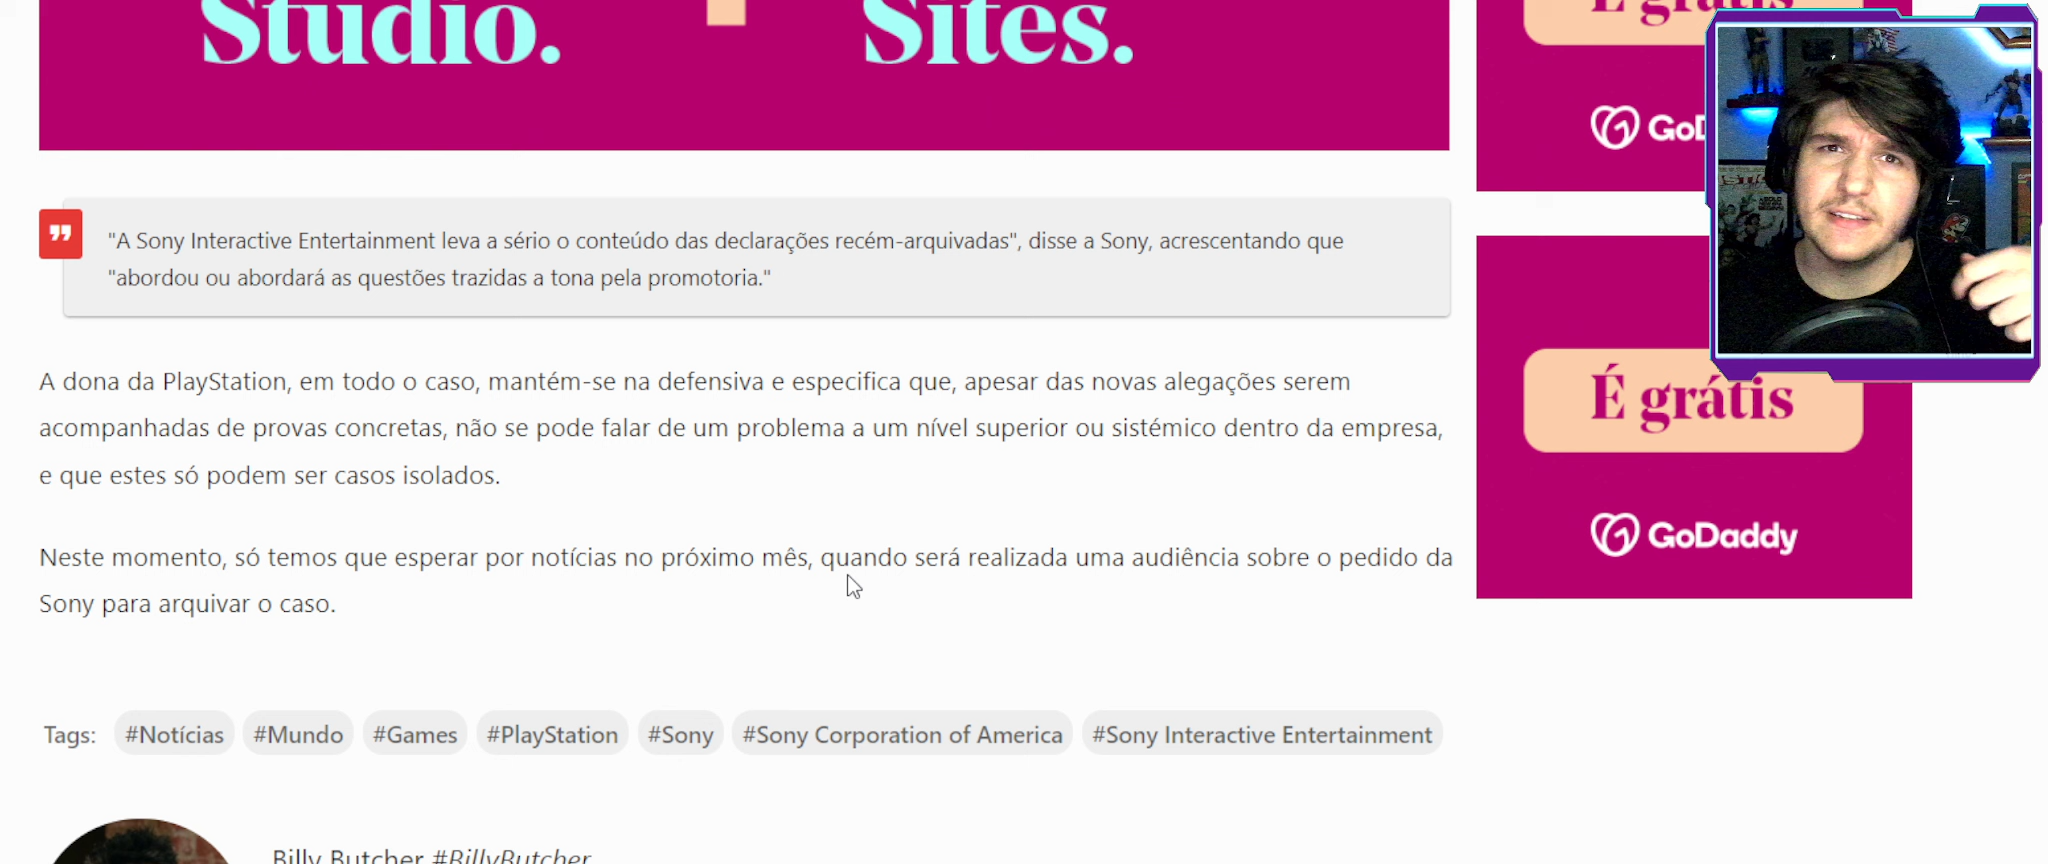 Studio. Sites.
É grátis
"A Sony Interactive Entertainment leva a sério o conteúdo das declarações recém-arquivadas", disse a Sony, acrescentando que
"abordou ou abordará as questões trazidas a tona pela promotoria."
A dona da PlayStation, em todo o caso, mantém-se na defensiva e especifica que, apesar das novas alegações serem
acompanhadas de provas concretas, não se pode falar de um problema a um nível superior ou sistémico dentro da empresa,
e que estes só podem ser casos isolados.
Neste momento, só temos que esperar por notícias no próximo mês, quando será realizada uma audiência sobre o pedido da
Sony para arquivar o caso.
É grátis
GoDaddy
Tags: #Notícias #Mundo #Games #PlayStation #Sony #Sony Corporation of America #Sony Interactive Entertainment
Billy Butcher #BillyButcher